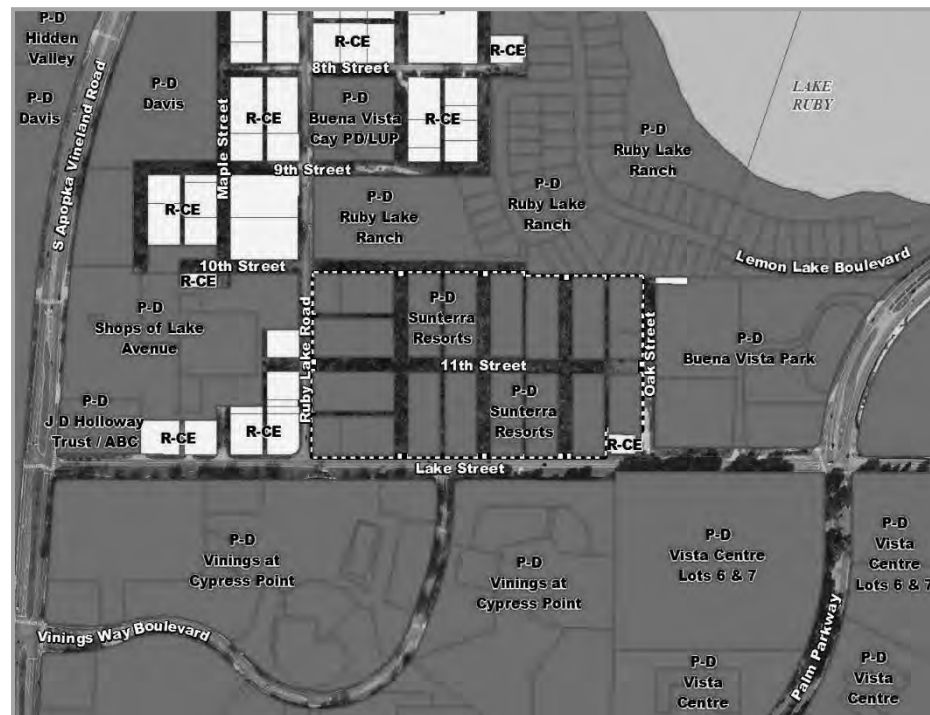 P-D
Hidden
Valley
P-D
Davis
P-D
Davis
S Apopka Vineland Road
Maple Street
R-CE
R-CE
8th Street
R-CE
P-D
Buena Vista
Cay PD/LUP
R-CE
9th Street
LAKE
RUBY
P-D
Ruby Lake
Ranch
P-D
Ruby Lake
Ranch
P-D
Ruby Lake
Ranch
R-CE
10th Street
R-CE
Lemon Lake Boulevard
P-D
Shops of Lake
Avenue
Ruby Lake Road
P-D
Sunterra
Resorts
11th Street
Oak Street
P-D
Buena Vista Park
P-D
J D Holloway
Trust / ABC
R-CE
R-CE
P-D
Sunterra
Resorts
R-CE
Lake Street
P-D
Vinings at
Cypress Point
P-D
Vinings at
Cypress Point
P-D
Vista Centre
Lots 6 & 7
P-D
Vista
Centre
Lots 6 & 7
Vinings Way Boulevard
Palm Parkway
P-D
Vista
Centre
P-D
Vista
Centre